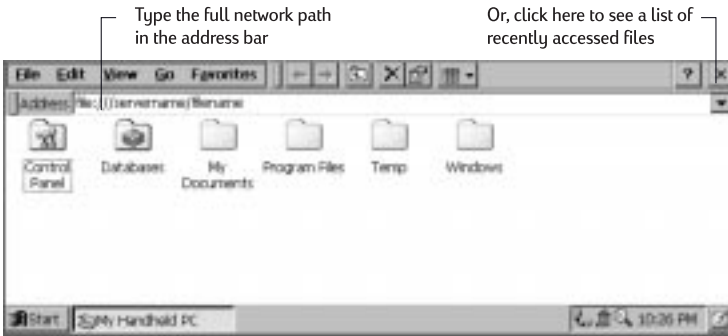 Type the full network path
in the address bar
Or, click here to see a list of
recently accessed files
File Edit View Go Favorites ?
Address file://servername/filename
Control
Panel
Databases
My
Documents
Program Files
Temp
Windows
Start My Handheld PC 10:26 PM